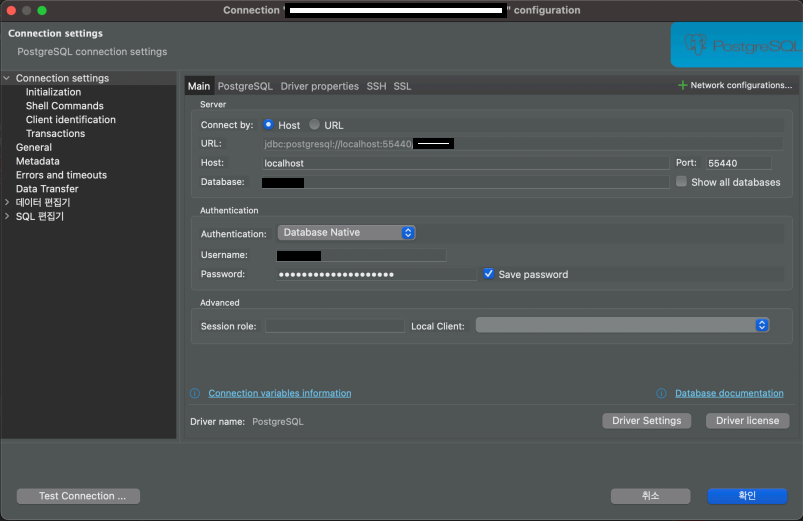 Connection " " configuration
Connection settings
PostgreSQL connection settings
PostgreSQL
Connection settings
Initialization
Shell Commands
Client identification
Transactions
General
Metadata
Errors and timeouts
Data Transfer
데이터 편집기
SQL 편집기
Main PostgreSQL Driver properties SSH SSL
Network configurations...
Server
Connect by: Host URL
URL: jdbc:postgresql://localhost:55440
Host: localhost Port: 55440
Database: Show all databases
Authentication
Authentication: Database Native
Username:
Password: •••••••••••••••••••• Save password
Advanced
Session role: Local Client:
Connection variables information Database documentation
Driver name: PostgreSQL Driver Settings Driver license
Test Connection ... 취소 확인